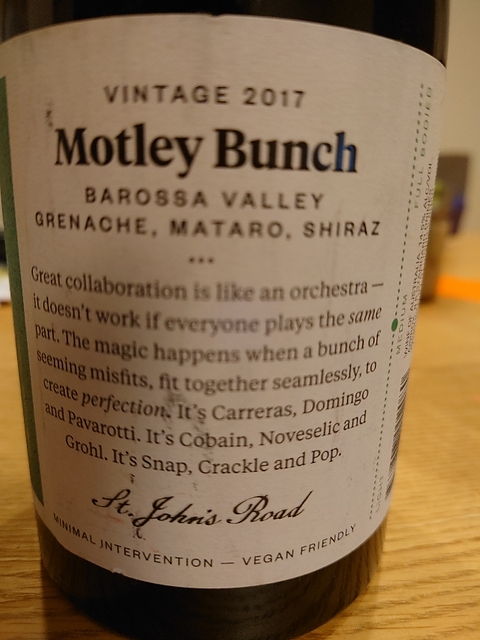 VINTAGE 2017
Motley Bunch
BAROSSA VALLEY
GRENACHE, MATARO, SHIRAZ
•••
Great collaboration is like an orchestra —
it doesn't work if everyone plays the same
part. The magic happens when a bunch of
seeming misfits, fit together seamlessly, to
create perfection. It's Carreras, Domingo
and Pavarotti. It's Cobain, Noveselic and
Grohl. It's Snap, Crackle and Pop.
St. John's Road
MINIMAL INTERVENTION — VEGAN FRIENDLY
FULL BODIED
MEDIUM